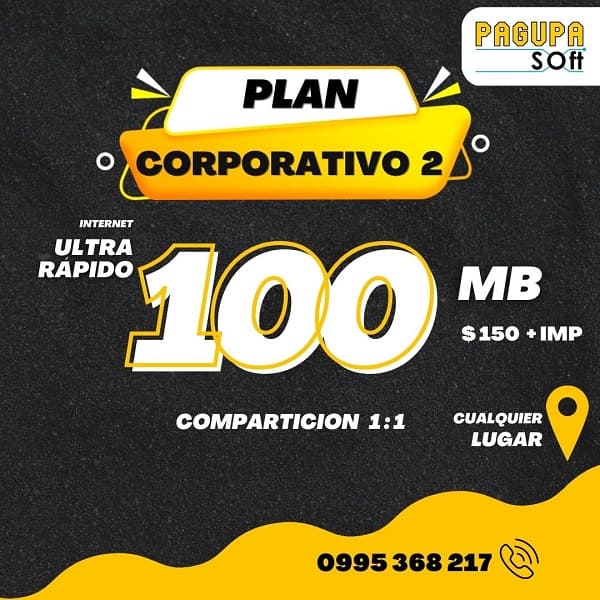 PAGUPA
SOft
PLAN
CORPORATIVO 2
INTERNET
ULTRA
RÁPIDO
100
MB
$150 + IMP
COMPARTICION 1:1
CUALQUIER
LUGAR
0995 368 217